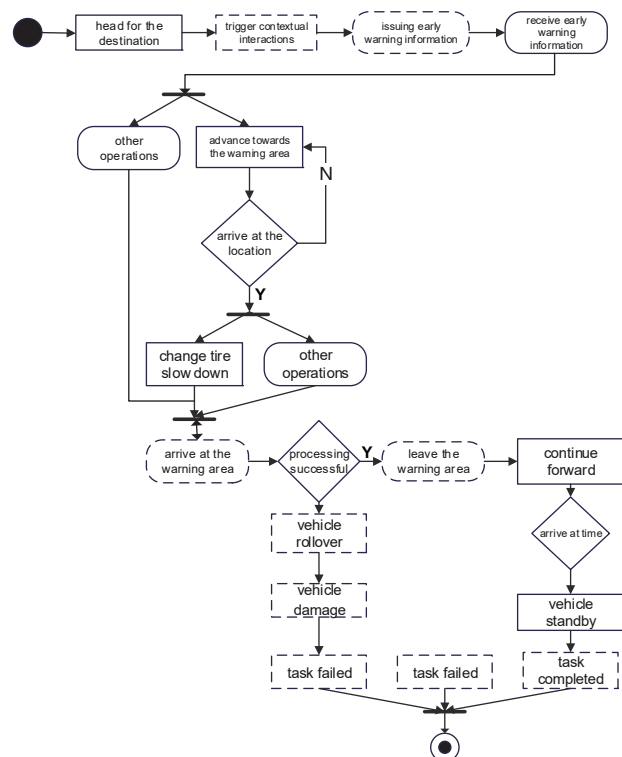 head for the
destination
trigger contextual
interactions
issuing early
warning information
receive early
warning
information
other
operations
advance towards
the warning area
N
arrive at the
location
Y
change tire
slow down
other
operations
arrive at the
warning area
processing
successful
Y
leave the
warning area
continue
forward
vehicle
rollover
arrive at time
vehicle
damage
vehicle
standby
task failed
task failed
task
completed